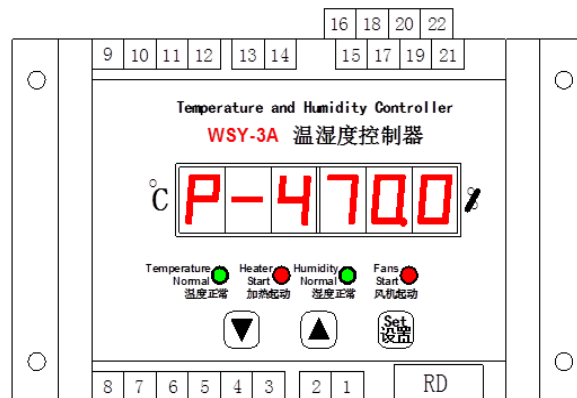 16 18 20 22
9 10 11 12 13 14 15 17 19 21
Temperature and Humidity Controller
WSY-3A 温湿度控制器
℃ P-470.0 %
Temperature Normal 温度正常
Heater Start 加热起动
Humidity Normal 湿度正常
Fans Start 风机起动
▼ ▲ Set 设置
8 7 6 5 4 3 2 1 RD